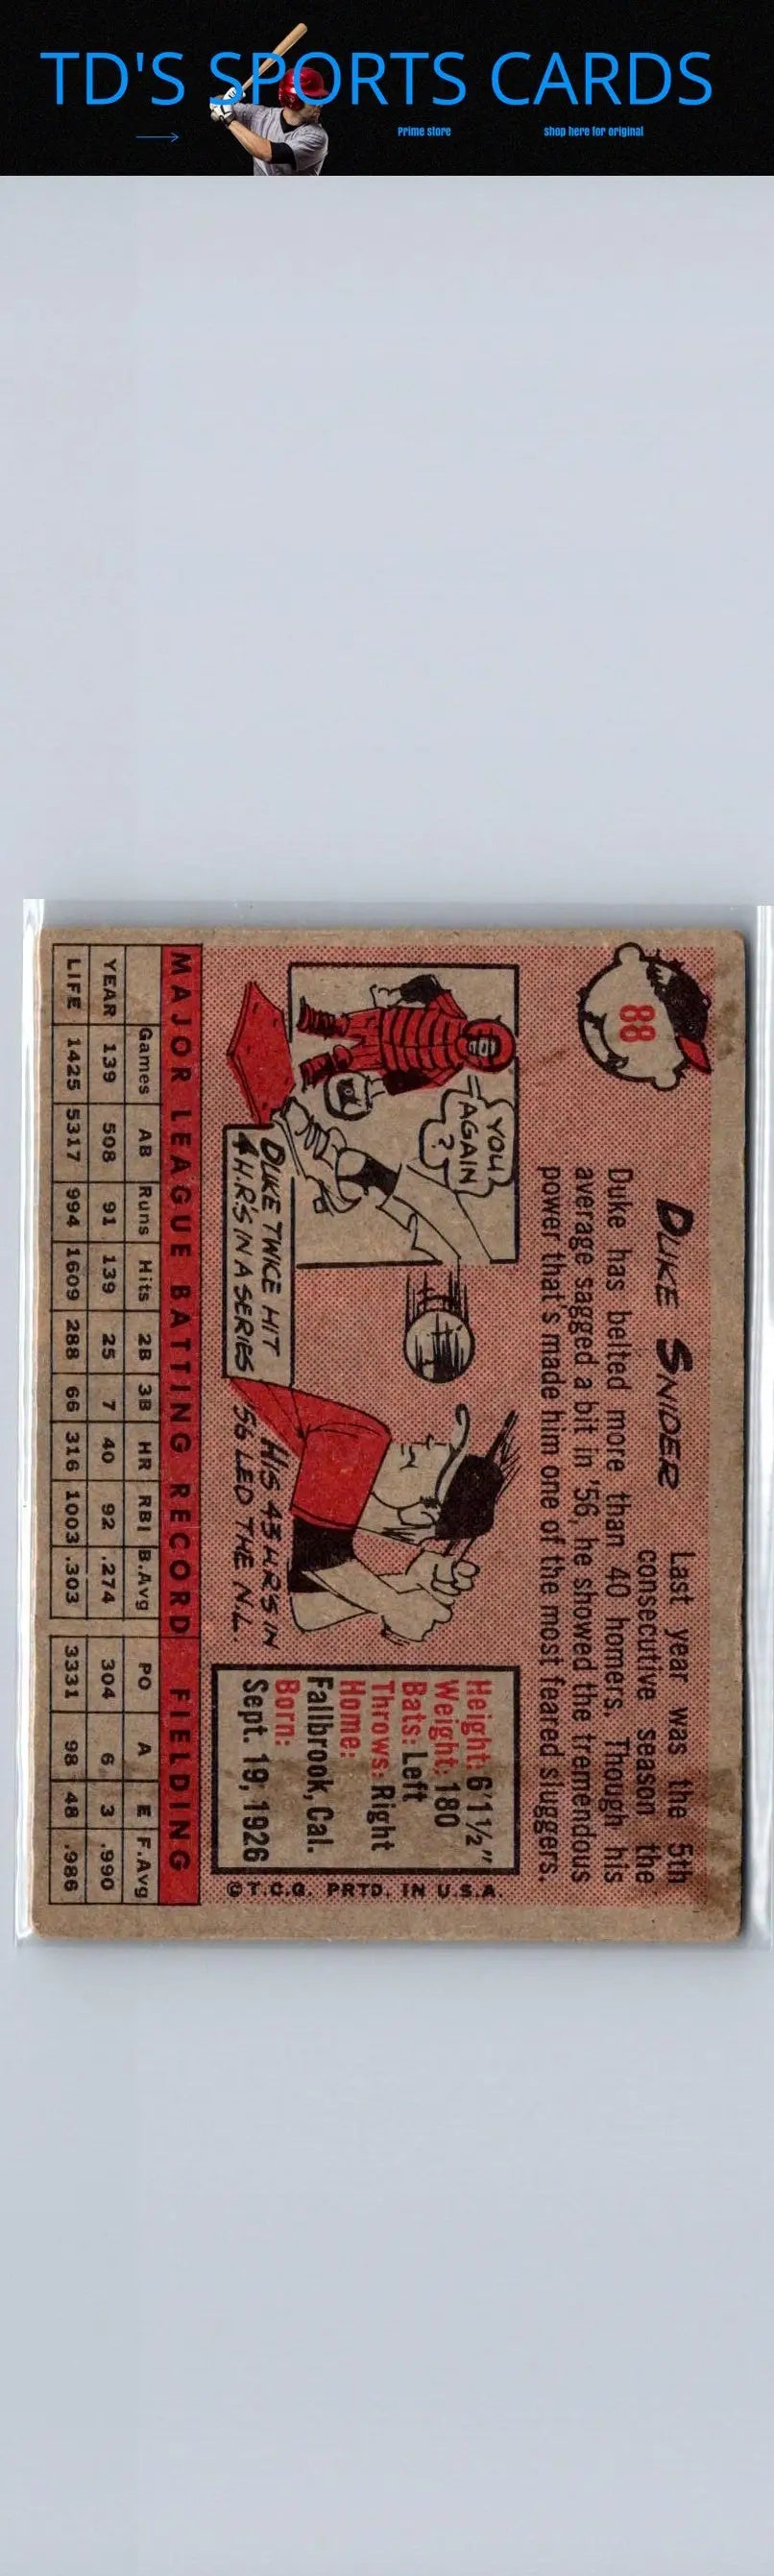 TD'S SPORTS CARDS
Prime store
shop here for original
88
DUKE SNIDER
Last year was the 5th
consecutive season the
Duke has belted more than 40 homers. Though his
average sagged a bit in '56, he showed the tremendous
power that's made him one of the most feared sluggers.
YOU
AGAIN
?
DUKE TWICE HIT
4 H.R'S IN A SERIES
HIS 43 H.R'S IN
'56 LED THE N.L.
Height: 6'1½"
Weight: 180
Bats: Left
Throws: Right
Home:
Fallbrook, Cal.
Born:
Sept. 19, 1926
©T.C.G. PRTD. IN U.S.A.
MAJOR LEAGUE BATTING RECORD FIELDING
Games AB Runs Hits 2B 3B HR RBI B.Avg PO A E F.Avg
YEAR 139 508 91 139 25 7 40 92 .274 304 6 3 .990
LIFE 1425 5317 994 1609 288 66 316 1003 .303 3331 98 48 .986